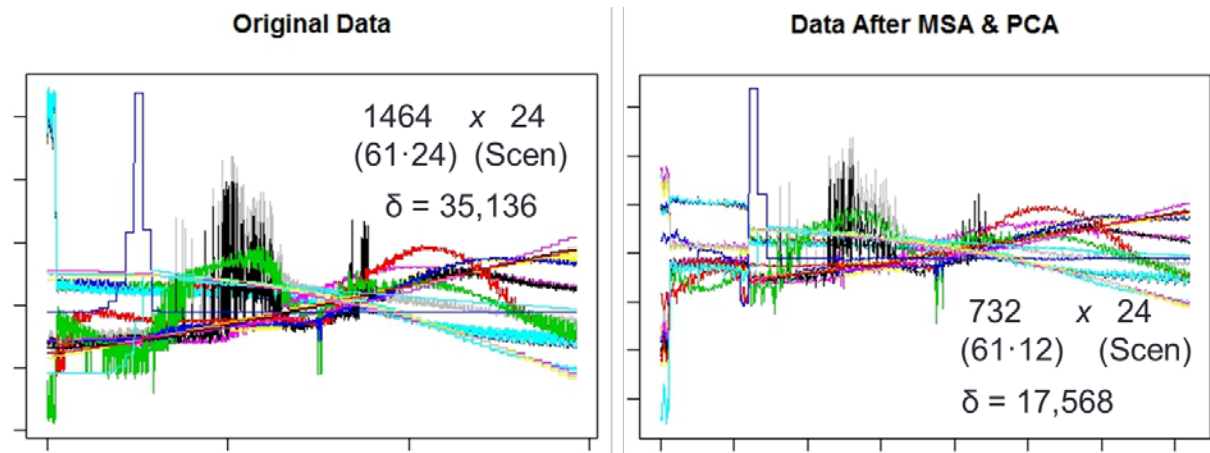 Original Data
1464 x 24
(61·24) (Scen)
δ = 35,136
Data After MSA & PCA
732 x 24
(61·12) (Scen)
δ = 17,568